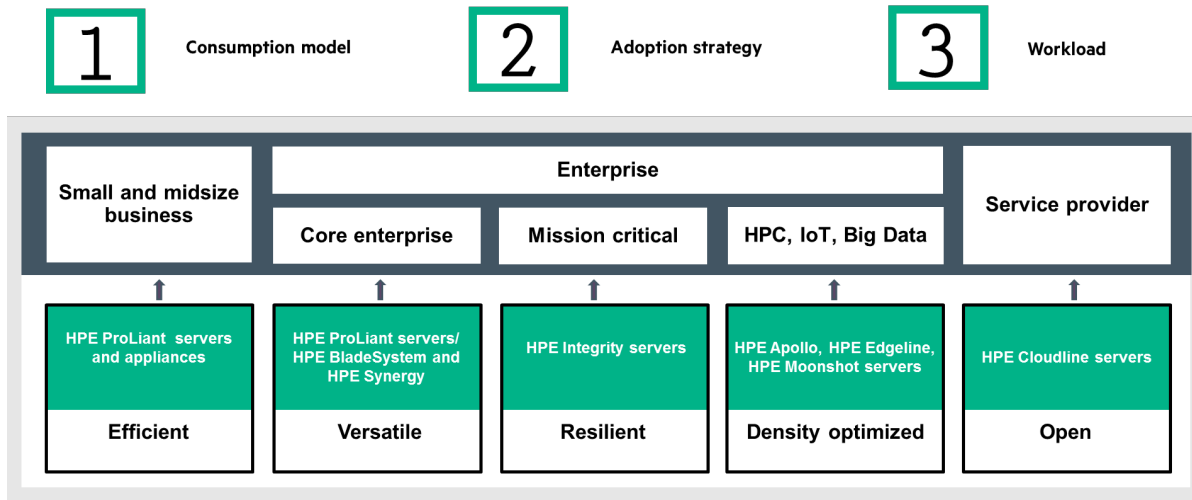 1 Consumption model
2 Adoption strategy
3 Workload
Small and midsize
business
Enterprise
Core enterprise
Mission critical
HPC, IoT, Big Data
Service provider
HPE ProLiant servers
and appliances
Efficient
HPE ProLiant servers/
HPE BladeSystem and
HPE Synergy
Versatile
HPE Integrity servers
Resilient
HPE Apollo, HPE Edgeline,
HPE Moonshot servers
Density optimized
HPE Cloudline servers
Open